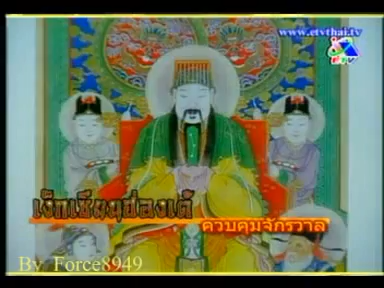 www.etvthai.tv
ETV
เง็กเซียนฮ่องเต้
ควบคุมจักรวาล
By Force8949